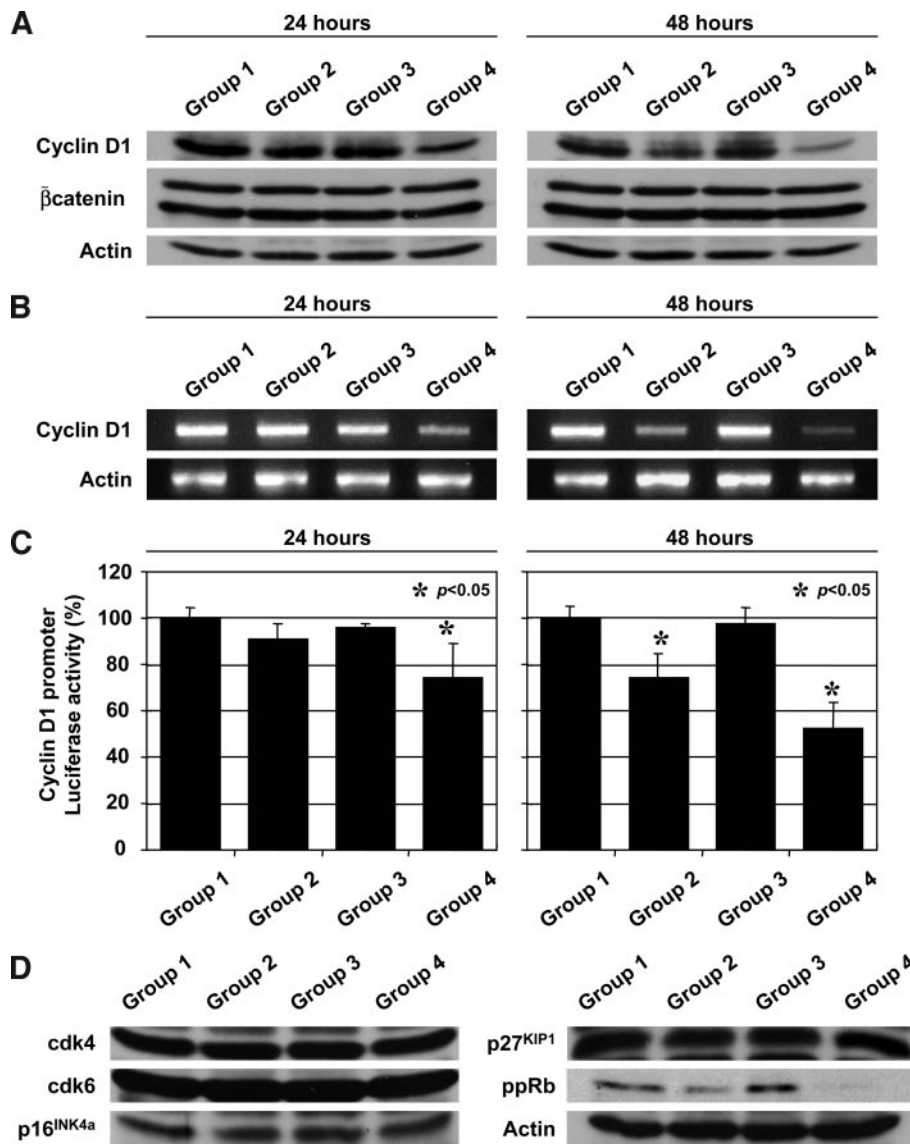 A
24 hours
48 hours
Group 1
Group 2
Group 3
Group 4
Group 1
Group 2
Group 3
Group 4
Cyclin D1
β̃catenin
Actin
B
24 hours
48 hours
Group 1
Group 2
Group 3
Group 4
Group 1
Group 2
Group 3
Group 4
Cyclin D1
Actin
C
24 hours
48 hours
Cyclin D1 promoter
Luciferase activity (%)
120
100
80
60
40
20
0
* p<0.05
*
* p<0.05
*
*
Group 1
Group 2
Group 3
Group 4
Group 1
Group 2
Group 3
Group 4
D
Group 1
Group 2
Group 3
Group 4
cdk4
cdk6
p16INK4a
Group 1
Group 2
Group 3
Group 4
p27KIP1
ppRb
Actin